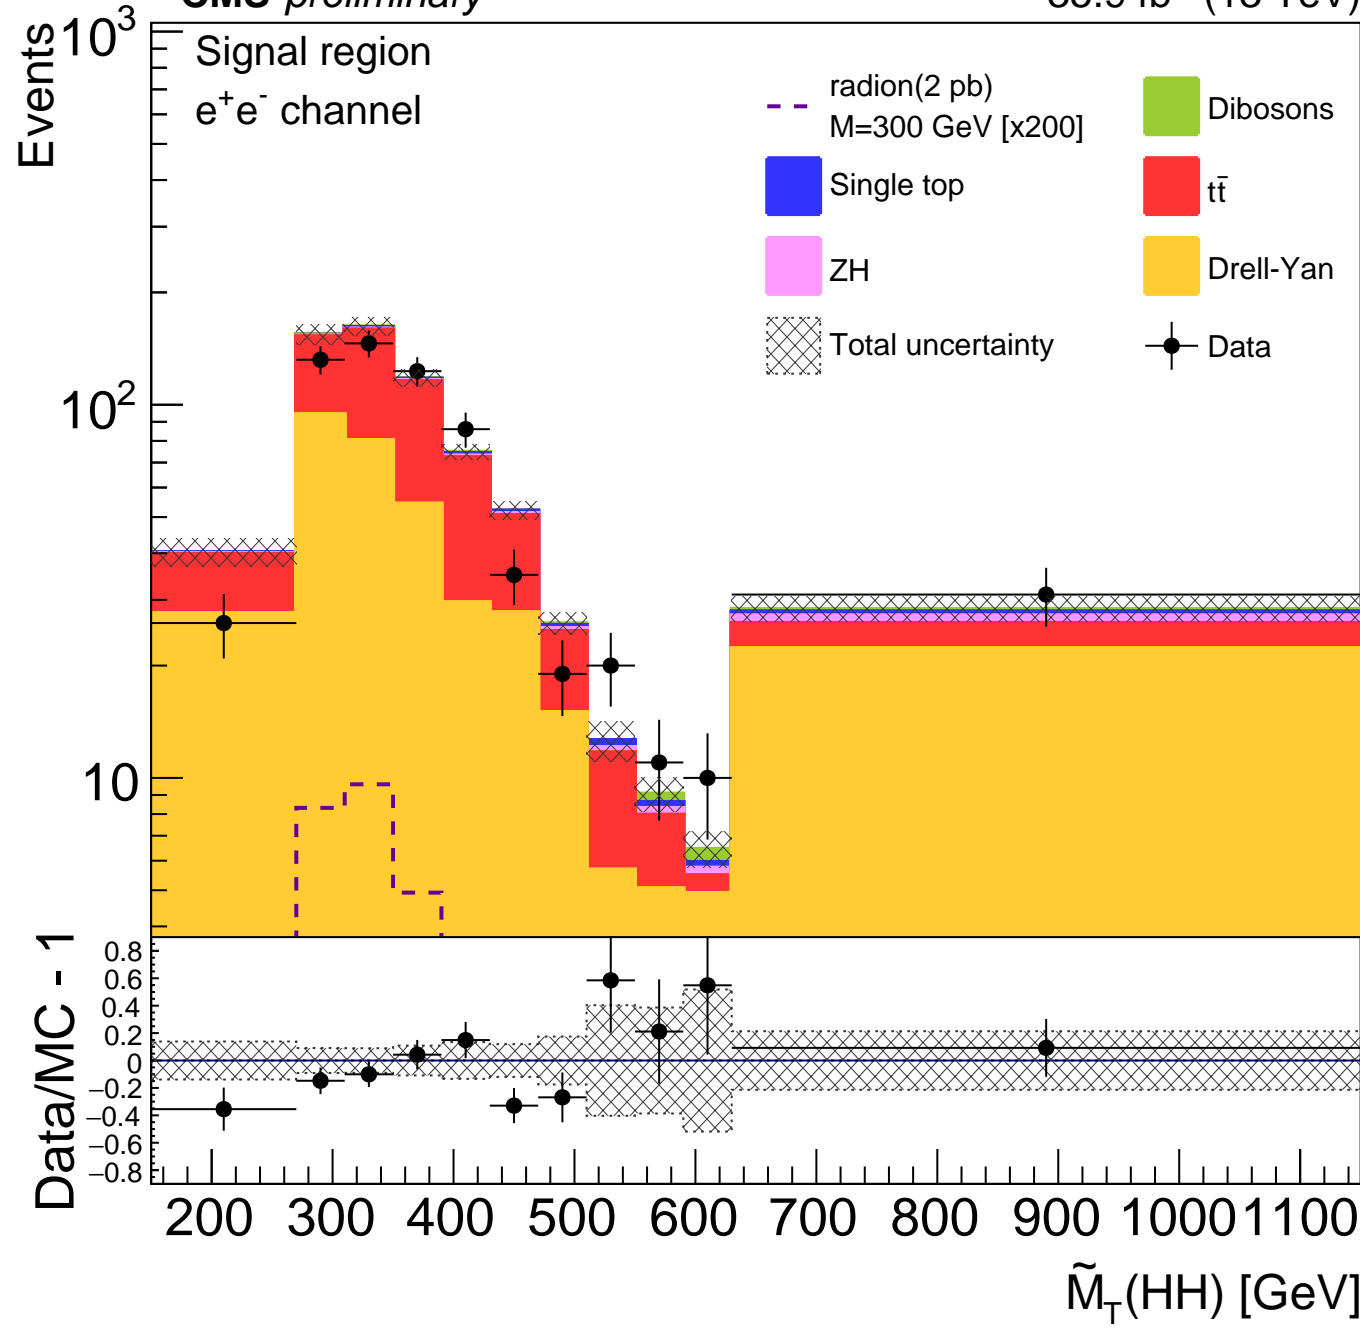 Events
10³
10²
10
Signal region
e⁺e⁻ channel
radion(2 pb)
M=300 GeV [x200]
Single top
ZH
Total uncertainty
Dibosons
tt̄
Drell-Yan
Data
Data/MC - 1
0.8
0.6
0.4
0.2
0
−0.2
−0.4
−0.6
−0.8
200 300 400 500 600 700 800 900 1000 1100
M̃_T(HH) [GeV]